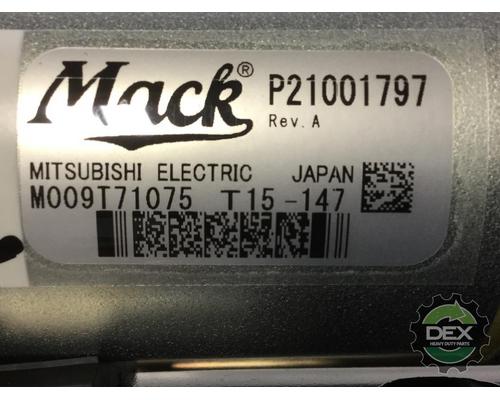 Mack® P21001797
Rev. A
MITSUBISHI ELECTRIC JAPAN
M009T71075 T15-147
DEX
HEAVY DUTY PARTS